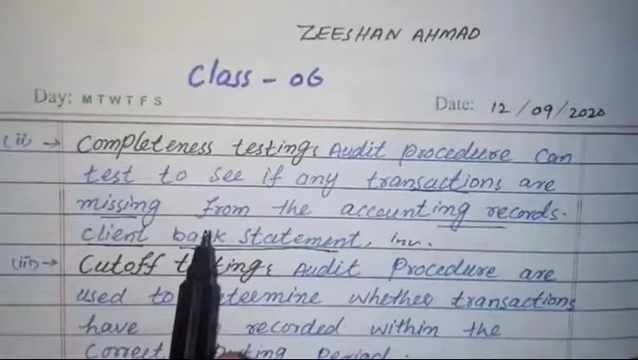 ZEESHAN AHMAD
Class - 06
Day: M T W T F S Date: 12/09/2020
(ii) → Completeness testing: Audit procedure can
test to see if any transactions are
missing from the accounting records.
client bank statement, inv.
(iii) → Cutoff Audit Procedure are
used to whether transactions
have recorded within the
Correct Period.